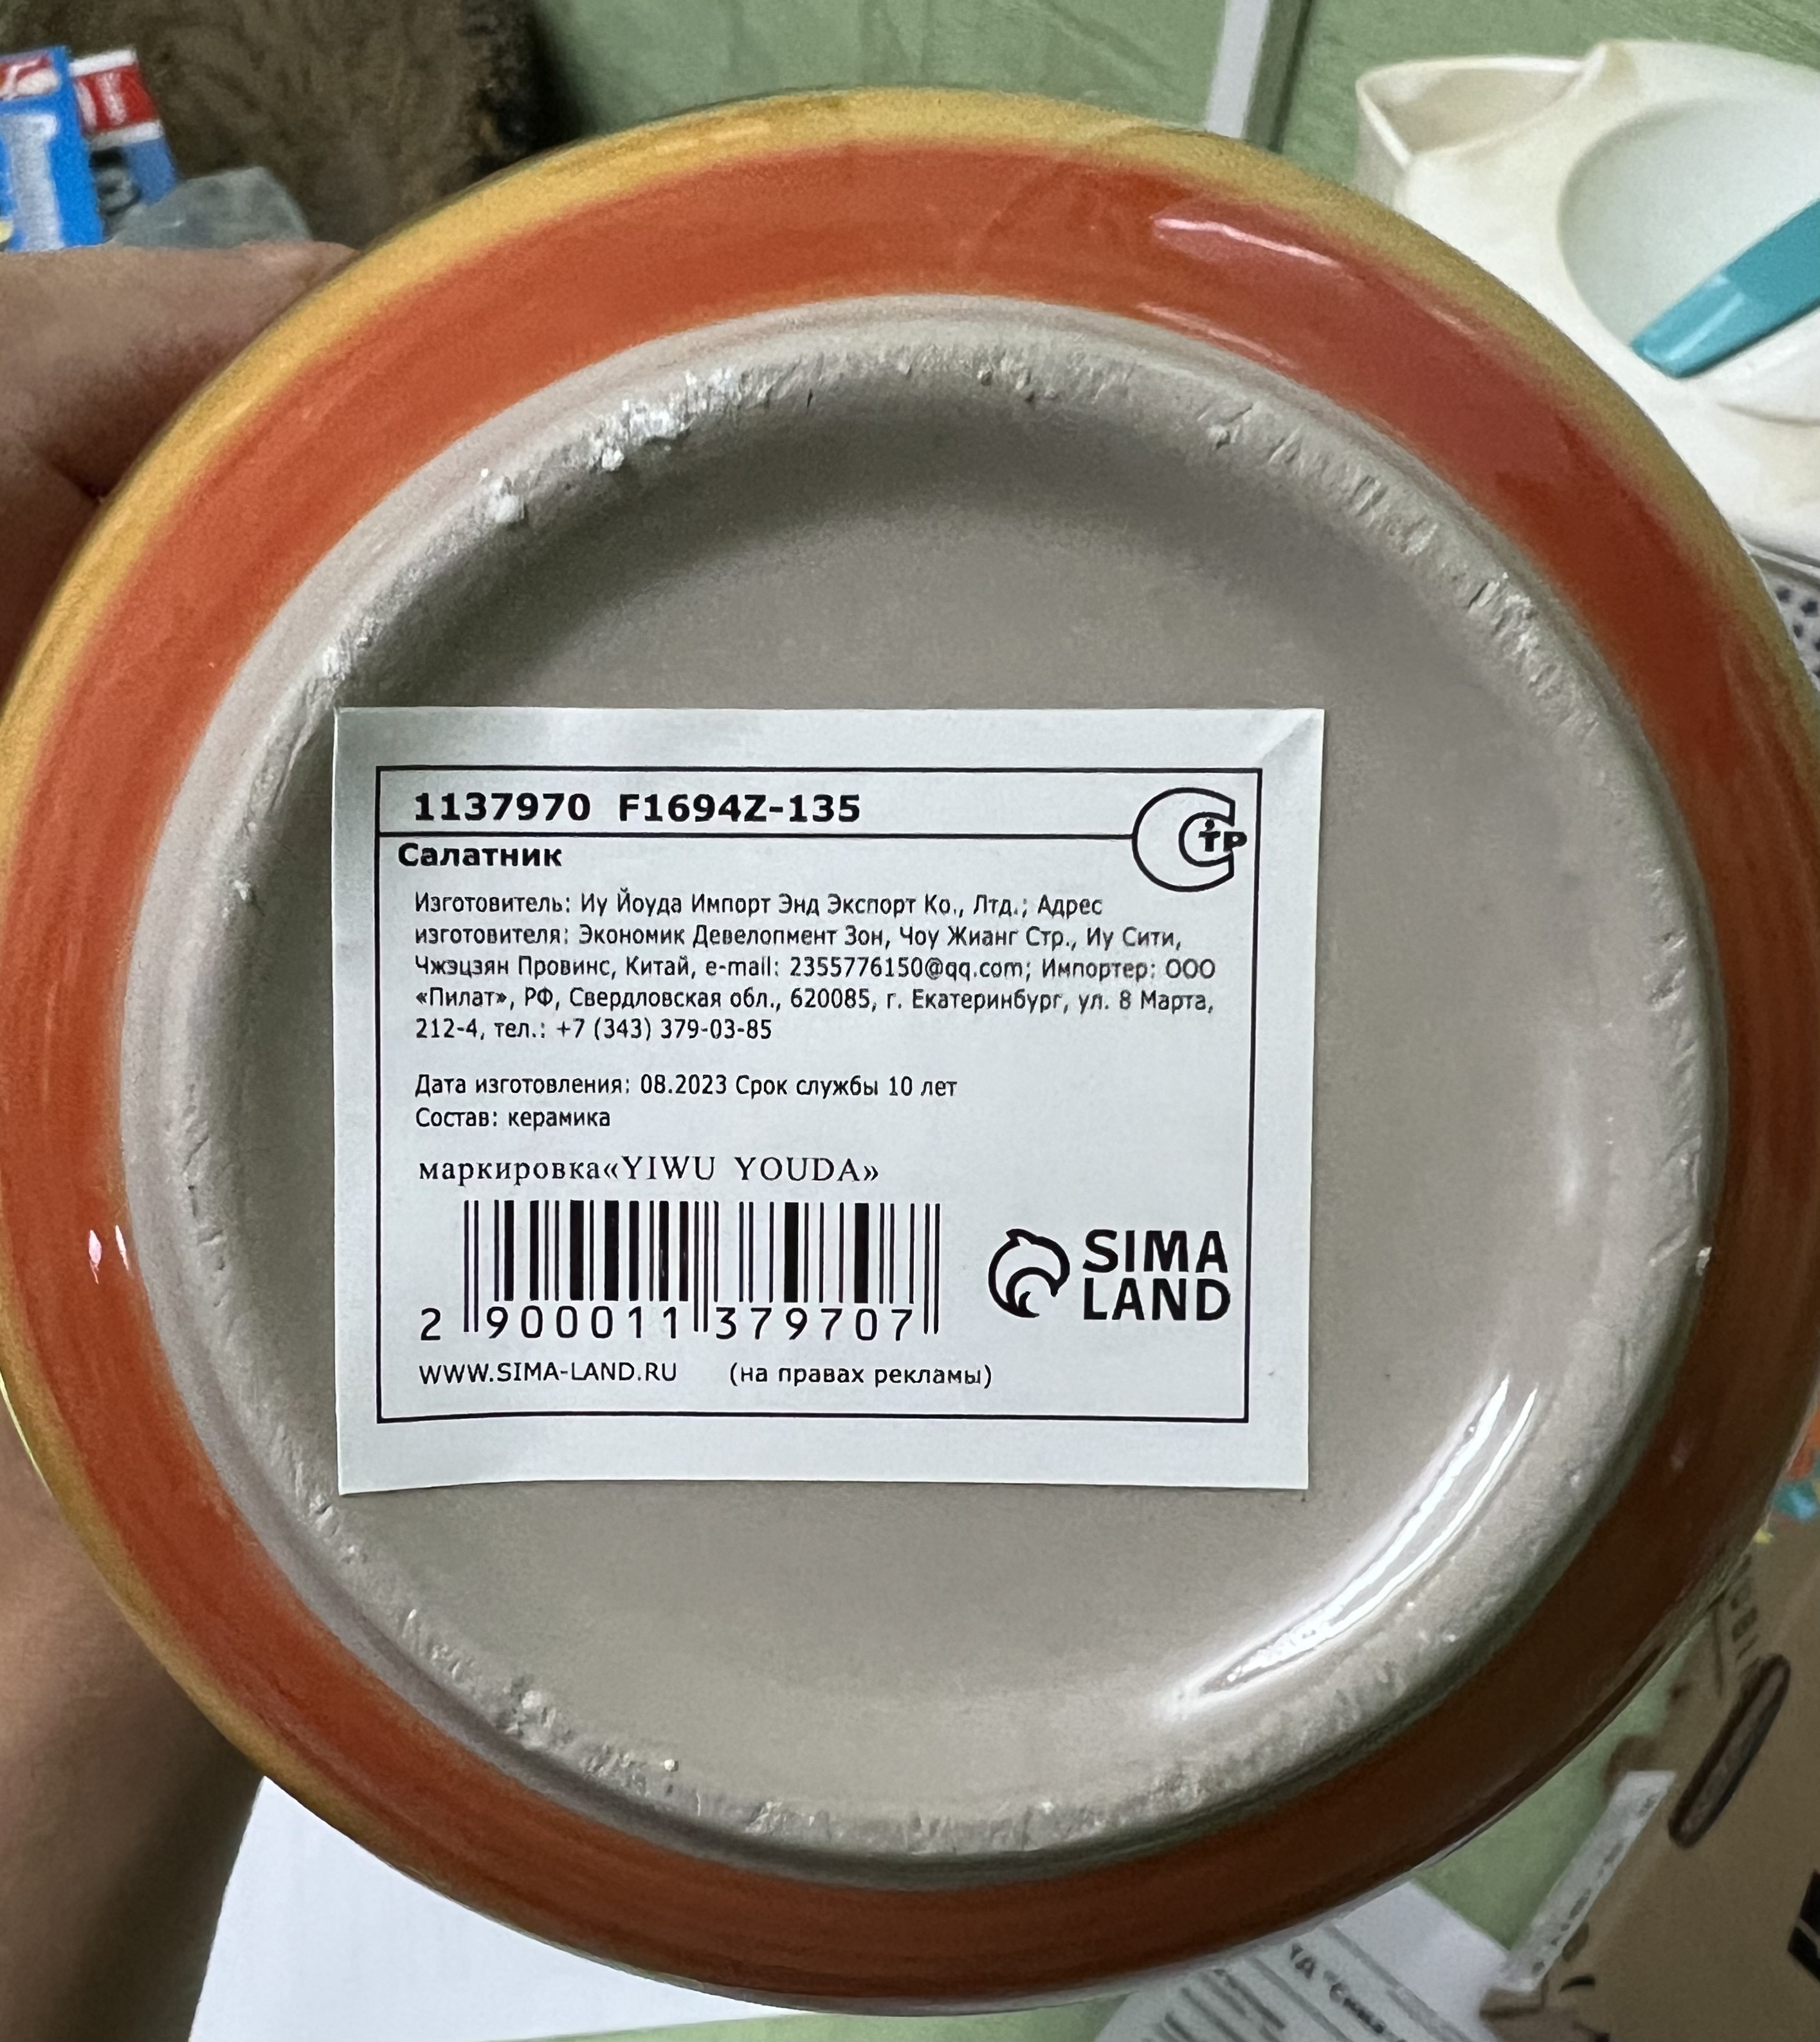 1137970 F1694Z-135
Салатник
Изготовитель: Иу Йоуда Импорт Энд Экспорт Ко., Лтд.; Адрес
изготовителя: Экономик Девелопмент Зон, Чоу Жианг Стр., Иу Сити,
Чжэцзян Провинс, Китай, e-mail: 2355776150@qq.com; Импортер: ООО
«Пилат», РФ, Свердловская обл., 620085, г. Екатеринбург, ул. 8 Марта,
212-4, тел.: +7 (343) 379-03-85
Дата изготовления: 08.2023 Срок службы 10 лет
Состав: керамика
маркировка«YIWU YOUDA»
2 900011 379707
SIMA
LAND
WWW.SIMA-LAND.RU (на правах рекламы)